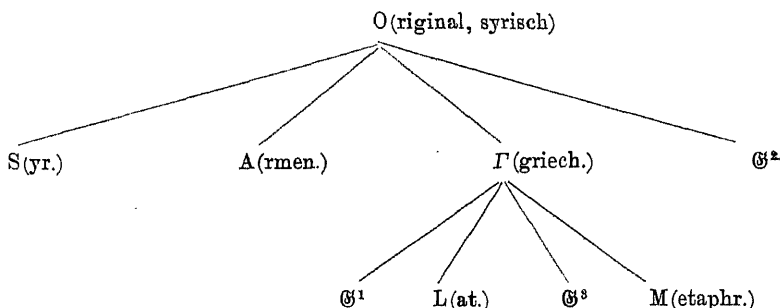 O(riginal, syrisch)
S(yr.) A(rmen.) Γ(griech.) 𝔊²
𝔊¹ L(at.) 𝔊³ M(etaphr.)